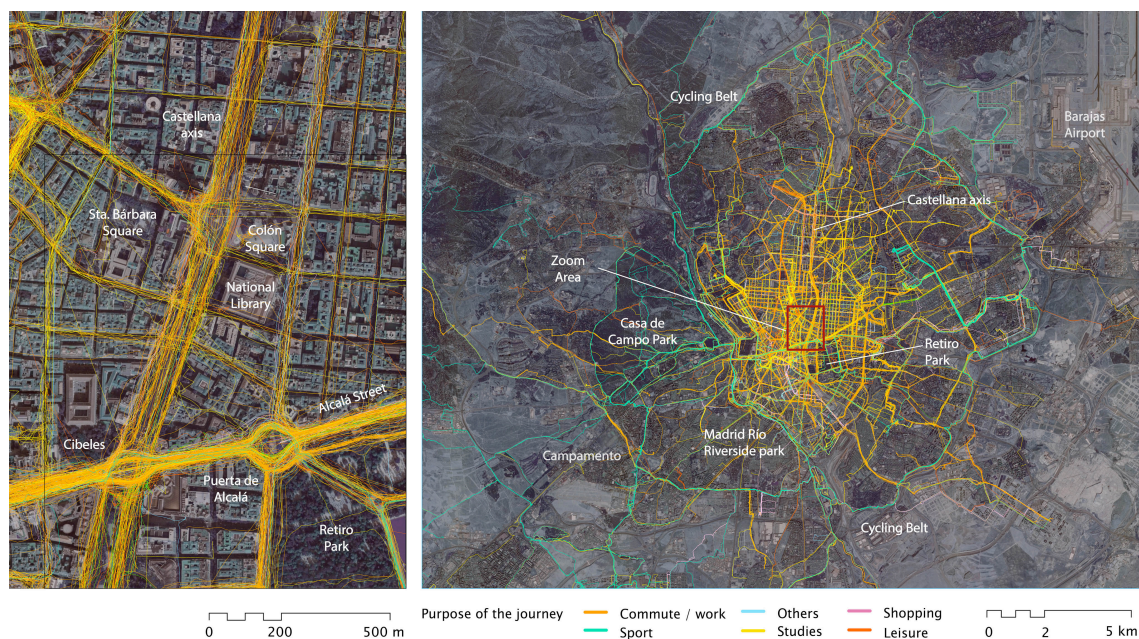 Castellana
axis
Sta. Bárbara
Square
Colón
Square
National
Library
Alcalá Street
Cibeles
Puerta de
Alcalá
Retiro
Park
Cycling Belt
Barajas
Airport
Castellana axis
Zoom
Area
Casa de
Campo Park
Retiro
Park
Madrid Río
Riverside park
Campamento
Cycling Belt
0 200 500 m
Purpose of the journey
Commute / work
Others
Shopping
Sport
Studies
Leisure
0 2 5 km